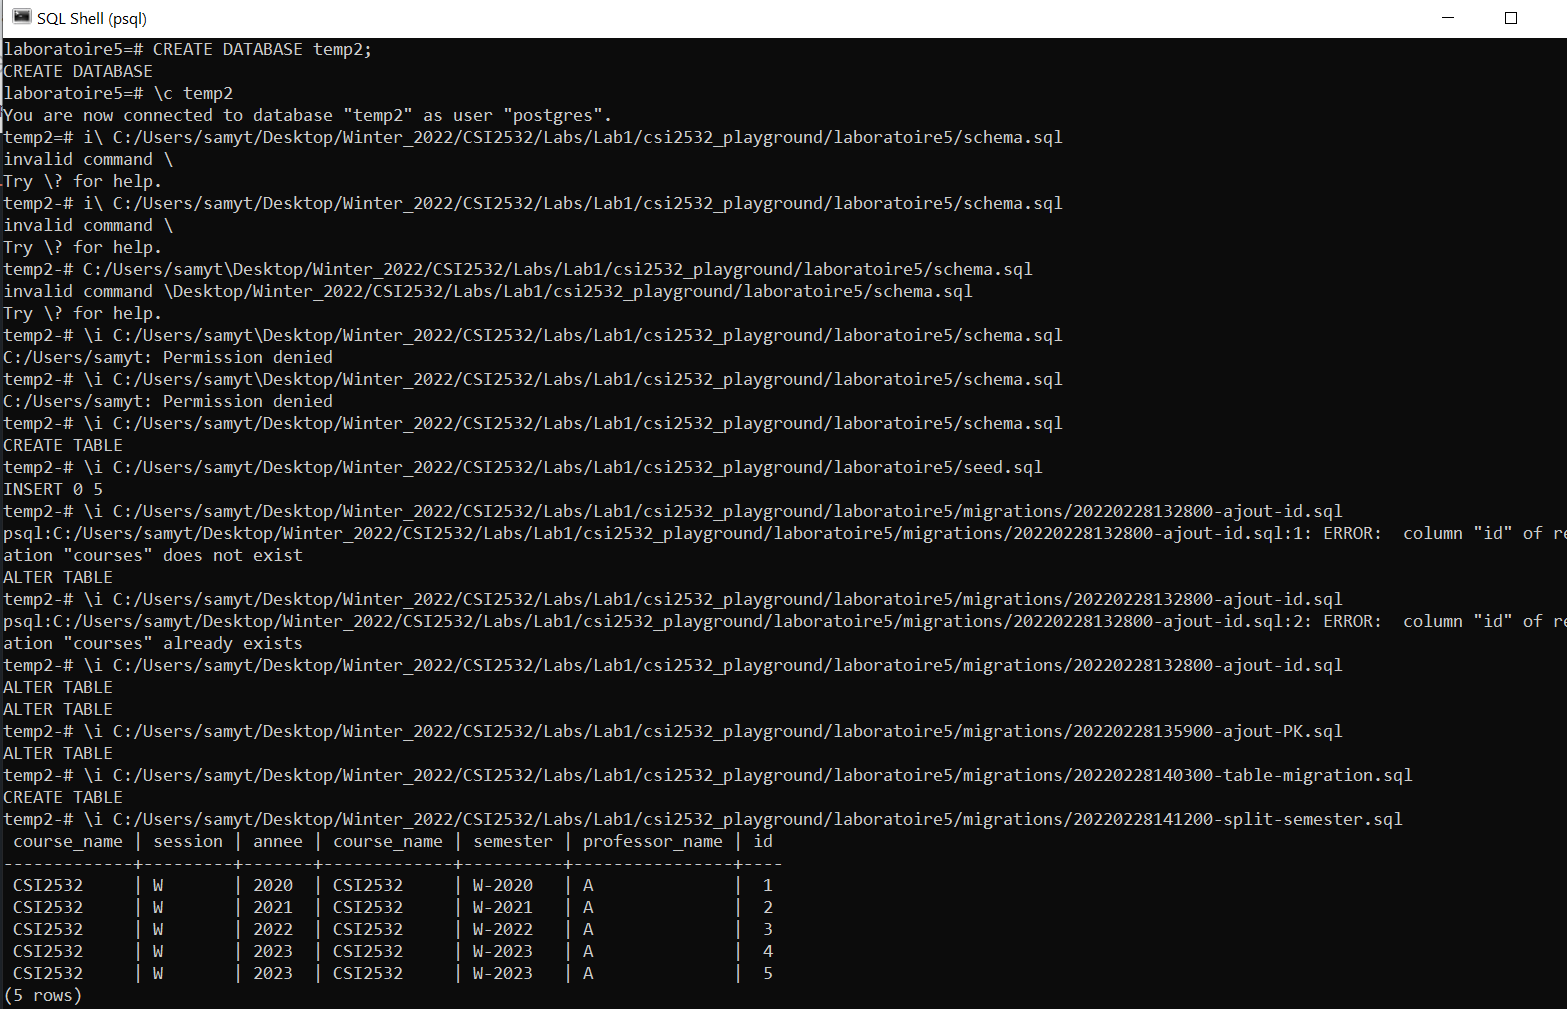 SQL Shell (psql)
laboratoire5=# CREATE DATABASE temp2;
CREATE DATABASE
laboratoire5=# \c temp2
You are now connected to database "temp2" as user "postgres".
temp2=# i\ C:/Users/samyt/Desktop/Winter_2022/CSI2532/Labs/Lab1/csi2532_playground/laboratoire5/schema.sql
invalid command \
Try \? for help.
temp2-# i\ C:/Users/samyt/Desktop/Winter_2022/CSI2532/Labs/Lab1/csi2532_playground/laboratoire5/schema.sql
invalid command \
Try \? for help.
temp2-# C:/Users/samyt\Desktop/Winter_2022/CSI2532/Labs/Lab1/csi2532_playground/laboratoire5/schema.sql
invalid command \Desktop/Winter_2022/CSI2532/Labs/Lab1/csi2532_playground/laboratoire5/schema.sql
Try \? for help.
temp2-# \i C:/Users/samyt\Desktop/Winter_2022/CSI2532/Labs/Lab1/csi2532_playground/laboratoire5/schema.sql
C:/Users/samyt: Permission denied
temp2-# \i C:/Users/samyt\Desktop/Winter_2022/CSI2532/Labs/Lab1/csi2532_playground/laboratoire5/schema.sql
C:/Users/samyt: Permission denied
temp2-# \i C:/Users/samyt/Desktop/Winter_2022/CSI2532/Labs/Lab1/csi2532_playground/laboratoire5/schema.sql
CREATE TABLE
temp2-# \i C:/Users/samyt/Desktop/Winter_2022/CSI2532/Labs/Lab1/csi2532_playground/laboratoire5/seed.sql
INSERT 0 5
temp2-# \i C:/Users/samyt/Desktop/Winter_2022/CSI2532/Labs/Lab1/csi2532_playground/laboratoire5/migrations/20220228132800-ajout-id.sql
psql:C:/Users/samyt/Desktop/Winter_2022/CSI2532/Labs/Lab1/csi2532_playground/laboratoire5/migrations/20220228132800-ajout-id.sql:1: ERROR:  column "id" of re
ation "courses" does not exist
ALTER TABLE
temp2-# \i C:/Users/samyt/Desktop/Winter_2022/CSI2532/Labs/Lab1/csi2532_playground/laboratoire5/migrations/20220228132800-ajout-id.sql
psql:C:/Users/samyt/Desktop/Winter_2022/CSI2532/Labs/Lab1/csi2532_playground/laboratoire5/migrations/20220228132800-ajout-id.sql:2: ERROR:  column "id" of re
ation "courses" already exists
temp2-# \i C:/Users/samyt/Desktop/Winter_2022/CSI2532/Labs/Lab1/csi2532_playground/laboratoire5/migrations/20220228132800-ajout-id.sql
ALTER TABLE
ALTER TABLE
temp2-# \i C:/Users/samyt/Desktop/Winter_2022/CSI2532/Labs/Lab1/csi2532_playground/laboratoire5/migrations/20220228135900-ajout-PK.sql
ALTER TABLE
temp2-# \i C:/Users/samyt/Desktop/Winter_2022/CSI2532/Labs/Lab1/csi2532_playground/laboratoire5/migrations/20220228140300-table-migration.sql
CREATE TABLE
temp2-# \i C:/Users/samyt/Desktop/Winter_2022/CSI2532/Labs/Lab1/csi2532_playground/laboratoire5/migrations/20220228141200-split-semester.sql
 course_name | session | annee | course_name | semester | professor_name | id
-------------+---------+-------+-------------+----------+----------------+----
 CSI2532     | W       | 2020  | CSI2532     | W-2020   | A              |  1
 CSI2532     | W       | 2021  | CSI2532     | W-2021   | A              |  2
 CSI2532     | W       | 2022  | CSI2532     | W-2022   | A              |  3
 CSI2532     | W       | 2023  | CSI2532     | W-2023   | A              |  4
 CSI2532     | W       | 2023  | CSI2532     | W-2023   | A              |  5
(5 rows)